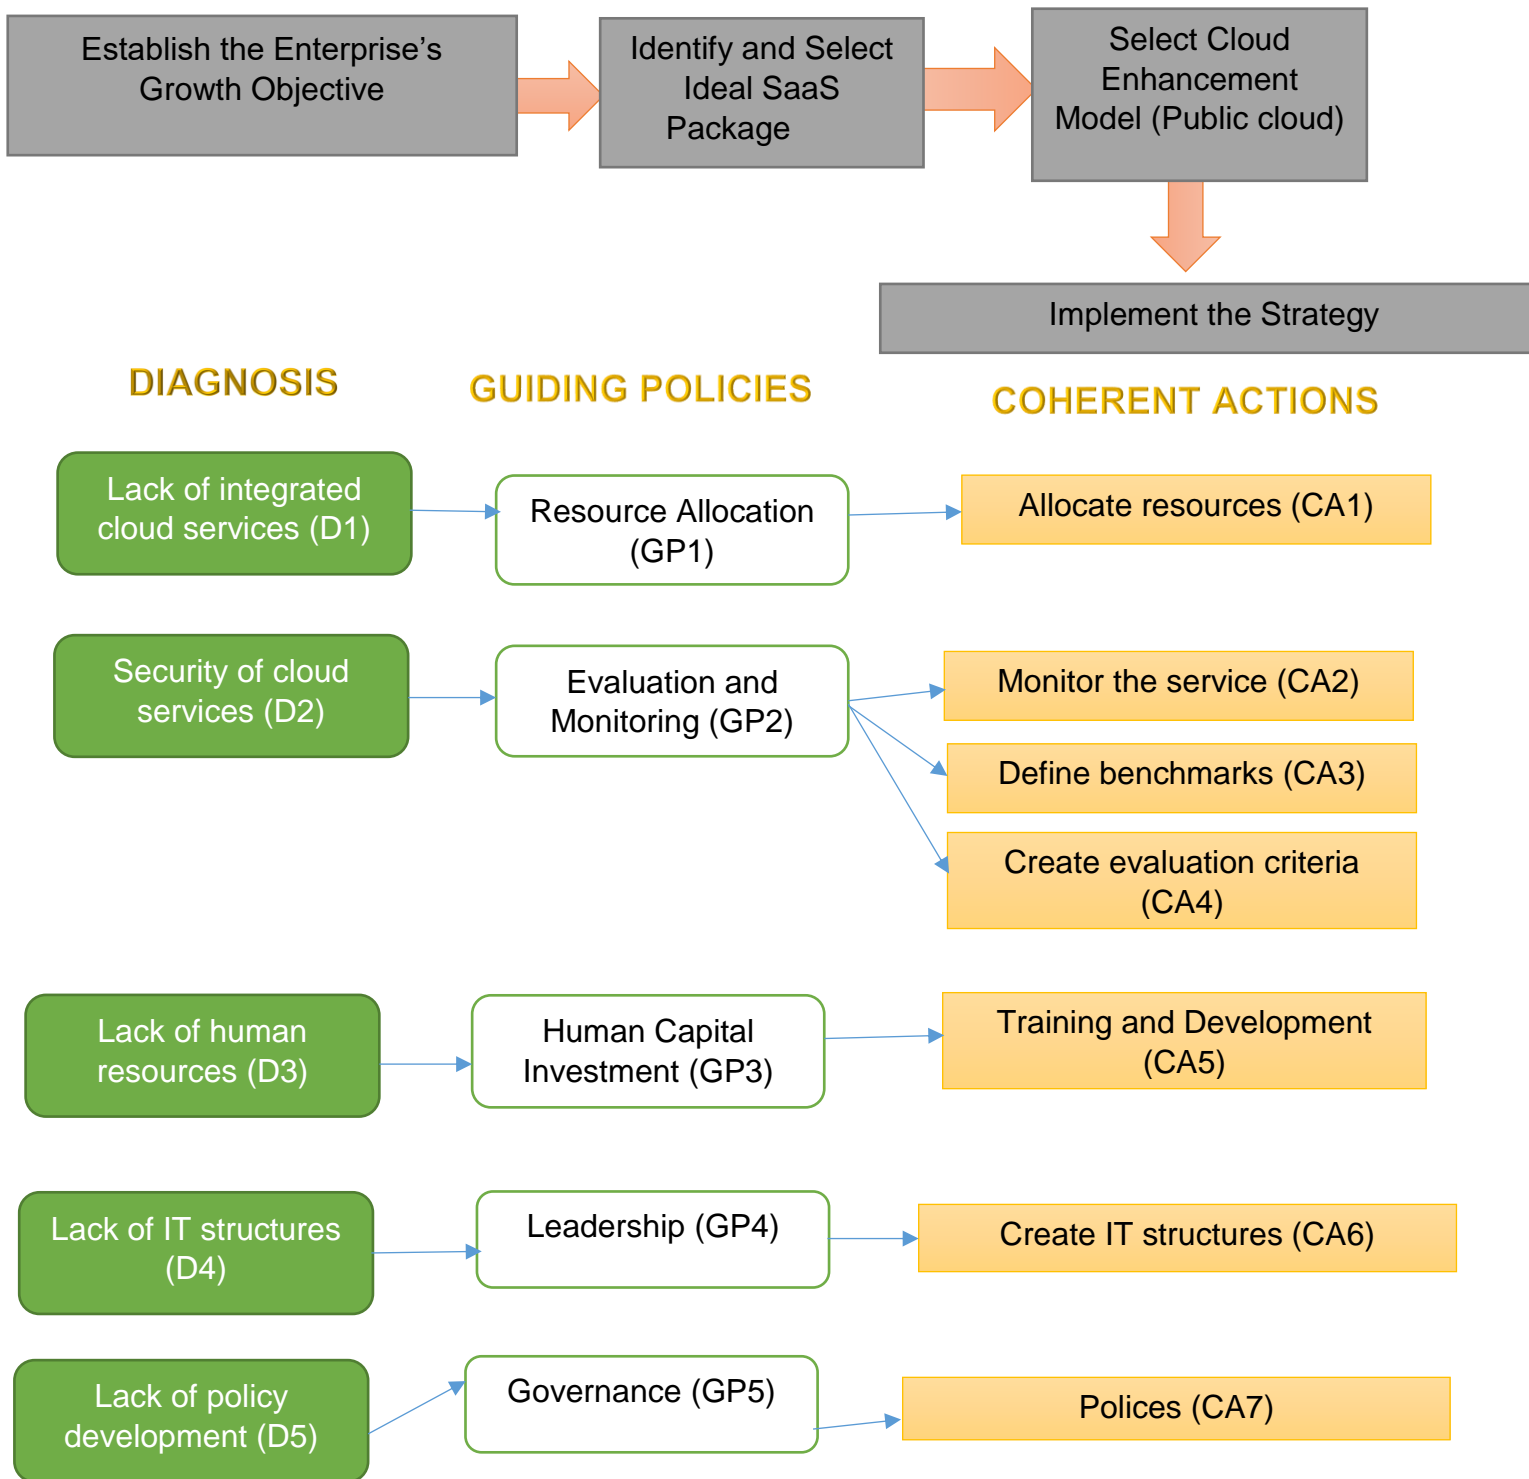 Establish the Enterprise’s
Growth Objective
Identify and Select
Ideal SaaS
Package
Select Cloud
Enhancement
Model (Public cloud)
Implement the Strategy
DIAGNOSIS
GUIDING POLICIES
COHERENT ACTIONS
Lack of integrated
cloud services (D1)
Resource Allocation
(GP1)
Allocate resources (CA1)
Security of cloud
services (D2)
Evaluation and
Monitoring (GP2)
Monitor the service (CA2)
Define benchmarks (CA3)
Create evaluation criteria
(CA4)
Lack of human
resources (D3)
Human Capital
Investment (GP3)
Training and Development
(CA5)
Lack of IT structures
(D4)
Leadership (GP4)
Create IT structures (CA6)
Lack of policy
development (D5)
Governance (GP5)
Polices (CA7)